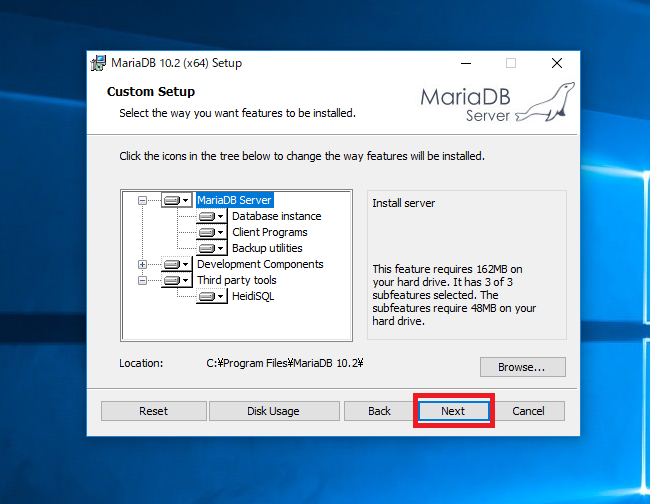 MariaDB 10.2 (x64) Setup
Custom Setup
Select the way you want features to be installed.
MariaDB
Server
Click the icons in the tree below to change the way features will be installed.
MariaDB Server
Database instance
Client Programs
Backup utilities
Development Components
Third party tools
HeidiSQL
Install server
This feature requires 162MB on
your hard drive. It has 3 of 3
subfeatures selected. The
subfeatures require 48MB on your
hard drive.
Location: C:¥Program Files¥MariaDB 10.2¥
Browse...
Reset Disk Usage Back Next Cancel